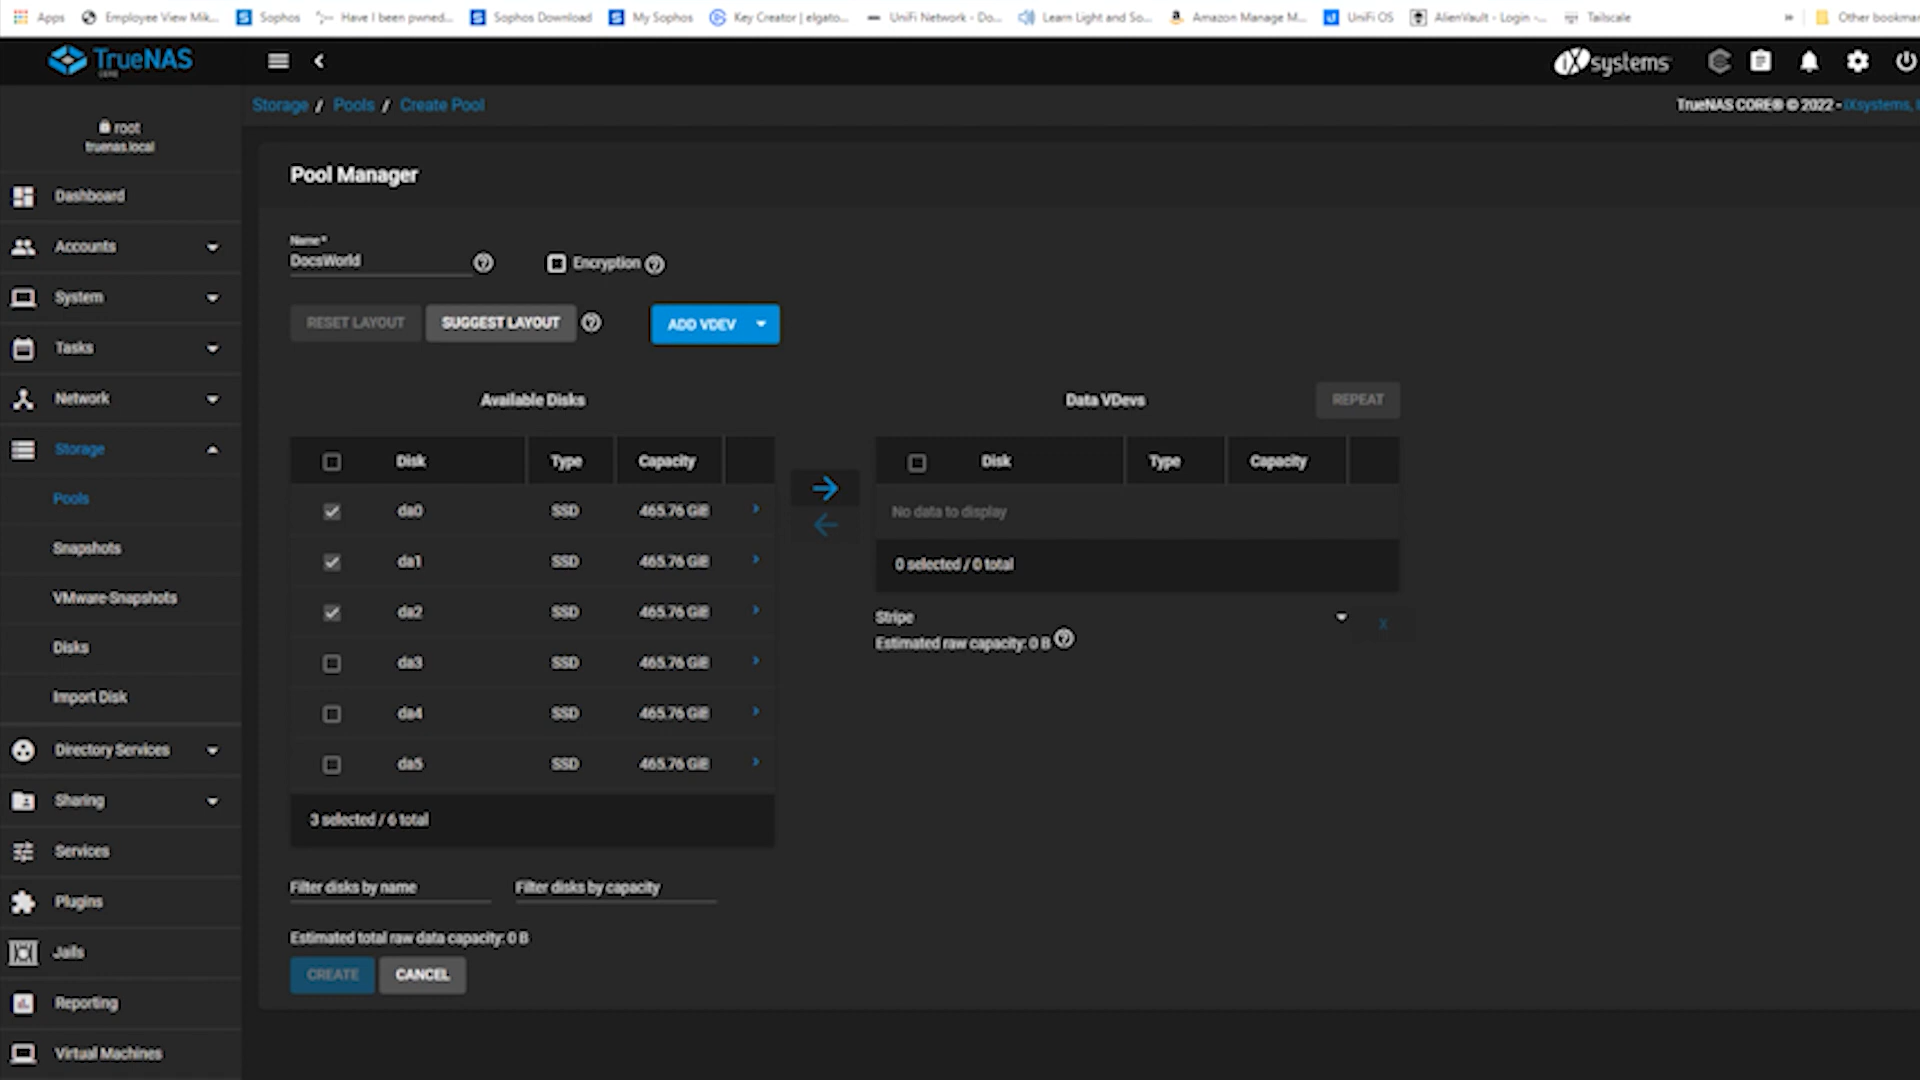 Apps Employee View Mik... Sophos Have I been pwned... Sophos Download My Sophos Key Creator | elgato... UniFi Network - Do... Learn Light and So... Amazon Manage M... UniFi OS AlienVault - Login -... Tailscale » Other bookmar
TrueNAS
CORE
iXsystems
Storage / Pools / Create Pool
TrueNAS CORE® © 2022 - iXsystems,
root
truenas.local
Dashboard
Accounts
System
Tasks
Network
Storage
Pools
Snapshots
VMware-Snapshots
Disks
Import Disk
Directory Services
Sharing
Services
Plugins
Jails
Reporting
Virtual Machines
Pool Manager
Name*
DocsWorld
Encryption
RESET LAYOUT SUGGEST LAYOUT ADD VDEV
Available Disks
Disk Type Capacity
da0 SSD 465.76 GiB
da1 SSD 465.76 GiB
da2 SSD 465.76 GiB
da3 SSD 465.76 GiB
da4 SSD 465.76 GiB
da5 SSD 465.76 GiB
3 selected / 6 total
Filter disks by name Filter disks by capacity
Estimated total raw data capacity: 0 B
CREATE CANCEL
Data VDevs REPEAT
Disk Type Capacity
No data to display
0 selected / 0 total
Stripe X
Estimated raw capacity: 0 B